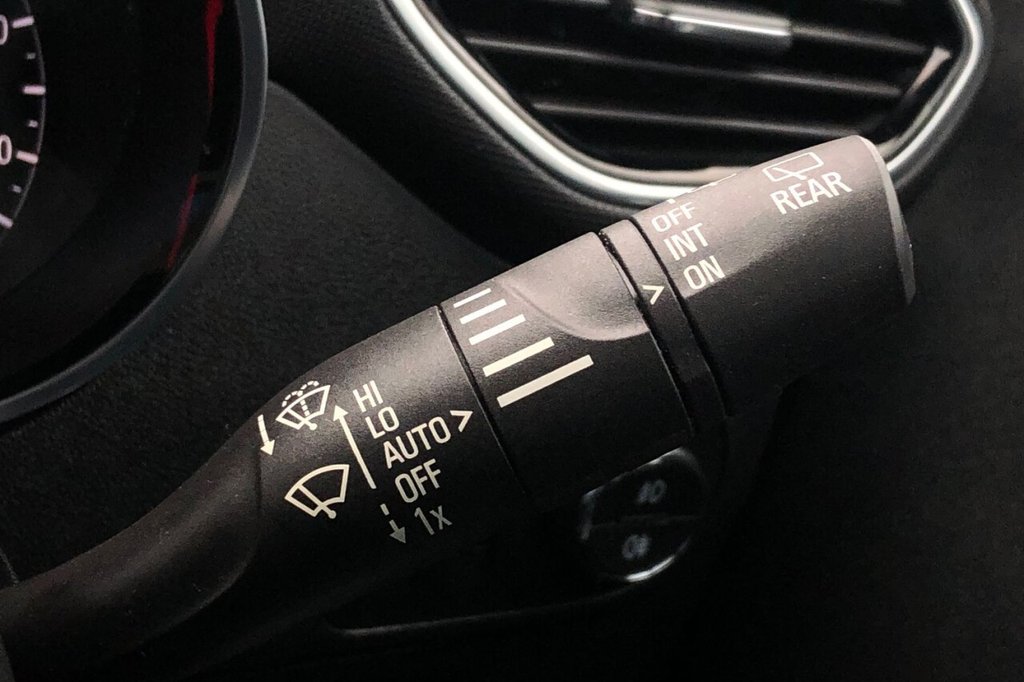 REAR
OFF
INT
ON
HI
LO
AUTO
OFF
1x